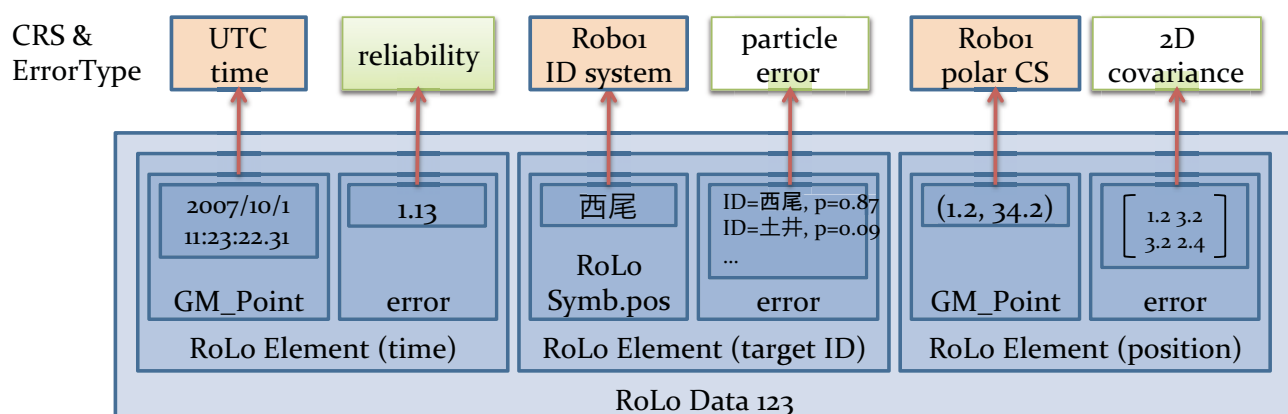 CRS &
ErrorType
UTC
time
reliability
Robo1
ID system
particle
error
Robo1
polar CS
2D
covariance
2007/10/1
11:23:22.31
GM_Point
1.13
error
RoLo Element (time)
西尾
RoLo
Symb.pos
ID=西尾, p=0.87
ID=土井, p=0.09
...
error
RoLo Element (target ID)
(1.2, 34.2)
GM_Point
1.2 3.2
3.2 2.4
error
RoLo Element (position)
RoLo Data 123